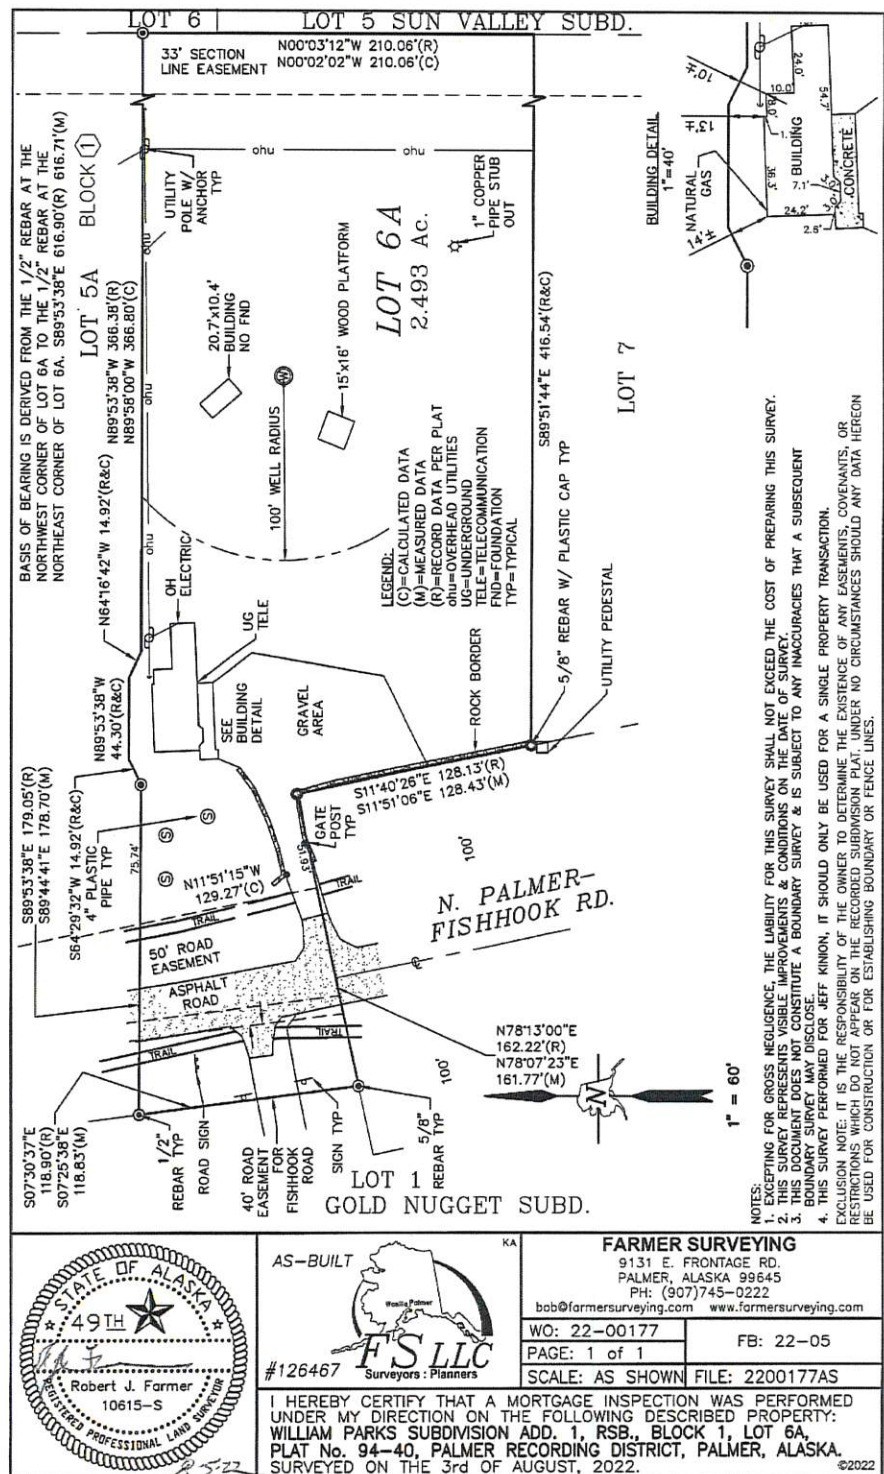 LOT 6
LOT 5 SUN VALLEY SUBD.
33' SECTION
LINE EASEMENT
N00°03'12"W 210.06'(R)
N00°02'02"W 210.06'(C)
BASIS OF BEARING IS DERIVED FROM THE 1/2" REBAR AT THE
NORTHWEST CORNER OF LOT 6A TO THE 1/2" REBAR AT THE
NORTHEAST CORNER OF LOT 6A. S89°53'38"E 616.90'(R) 616.71'(M)
LOT 5A BLOCK 1
N89°53'38"W 366.38'(R)
N89°58'00"W 366.80'(C)
ohu
ohu
ohu
ohu
ohu
ohu
UTILITY
POLE W/
ANCHOR
TYP
20.7'x10.4'
BUILDING
NO FND
W
100' WELL RADIUS
15'x16' WOOD PLATFORM
LOT 6A
2.493 Ac.
1" COPPER
PIPE STUB
OUT
S89°51'44"E 416.54'(R&C)
LOT 7
BUILDING DETAIL
1"=40'
NATURAL
GAS
10'±
13'±
14'±
24.0'
10.0'
8.0'
54.7'
36.3'
7.1'
24.2'
2.6'
BUILDING
CONCRETE
N64°16'42"W 14.92'(R&C)
OH
ELECTRIC
UG
TELE
N89°53'38"W
44.30'(R&C)
SEE
BUILDING
DETAIL
GRAVEL
AREA
LEGEND:
(C)=CALCULATED DATA
(M)=MEASURED DATA
(R)=RECORD DATA PER PLAT
ohu=OVERHEAD UTILITIES
UG=UNDERGROUND
TELE=TELECOMMUNICATION
FND=FOUNDATION
TYP=TYPICAL
ROCK BORDER
5/8" REBAR W/ PLASTIC CAP TYP
UTILITY PEDESTAL
S11°40'26"E 128.13'(R)
S11°51'06"E 128.43'(M)
S89°53'38"E 179.05'(R)
S89°44'41"E 178.70'(M)
S64°29'32"W 14.92'(R&C)
4" PLASTIC
PIPE TYP
75.74'
S
S
S
N11°51'15"W
129.27'(C)
GATE
POST
TYP
51.93'
100'
TRAIL
TRAIL
50' ROAD
EASEMENT
ASPHALT
ROAD
N. PALMER-
FISHHOOK RD.
TRAIL
TRAIL
N78°13'00"E
162.22'(R)
N78°07'23"E
161.77'(M)
100'
S07°30'37"E
118.90'(R)
S07°25'38"E
118.83'(M)
1/2"
REBAR TYP
ROAD SIGN
40' ROAD
EASEMENT
FOR
FISHHOOK
ROAD
SIGN TYP
5/8"
REBAR TYP
LOT 1
GOLD NUGGET SUBD.
N
1" = 60'
NOTES:
1. EXCEPTING FOR GROSS NEGLIGENCE, THE LIABILITY FOR THIS SURVEY SHALL NOT EXCEED THE COST OF PREPARING THIS SURVEY.
2. THIS SURVEY REPRESENTS VISIBLE IMPROVEMENTS & CONDITIONS ON THE DATE OF SURVEY.
3. THIS DOCUMENT DOES NOT CONSTITUTE A BOUNDARY SURVEY & IS SUBJECT TO ANY INACCURACIES THAT A SUBSEQUENT
BOUNDARY SURVEY MAY DISCLOSE.
4. THIS SURVEY PERFORMED FOR JEFF KINION, IT SHOULD ONLY BE USED FOR A SINGLE PROPERTY TRANSACTION.
EXCLUSION NOTE: IT IS THE RESPONSIBILITY OF THE OWNER TO DETERMINE THE EXISTENCE OF ANY EASEMENTS, COVENANTS, OR
RESTRICTIONS WHICH DO NOT APPEAR ON THE RECORDED SUBDIVISION PLAT. UNDER NO CIRCUMSTANCES SHOULD ANY DATA HEREON
BE USED FOR CONSTRUCTION OR FOR ESTABLISHING BOUNDARY OR FENCE LINES.
STATE OF ALASKA
49TH
Robert J. Farmer
10615-S
REGISTERED PROFESSIONAL LAND SURVEYOR
8-5-22
AS-BUILT
KA
Wasilla Palmer
FS LLC
Surveyors : Planners
#126467
FARMER SURVEYING
9131 E. FRONTAGE RD.
PALMER, ALASKA 99645
PH: (907)745-0222
bob@farmersurveying.com www.farmersurveying.com
WO: 22-00177
FB: 22-05
PAGE: 1 of 1
SCALE: AS SHOWN
FILE: 2200177AS
I HEREBY CERTIFY THAT A MORTGAGE INSPECTION WAS PERFORMED
UNDER MY DIRECTION ON THE FOLLOWING DESCRIBED PROPERTY:
WILLIAM PARKS SUBDIVISION ADD. 1, RSB., BLOCK 1, LOT 6A,
PLAT No. 94-40, PALMER RECORDING DISTRICT, PALMER, ALASKA.
SURVEYED ON THE 3rd OF AUGUST, 2022.
©2022